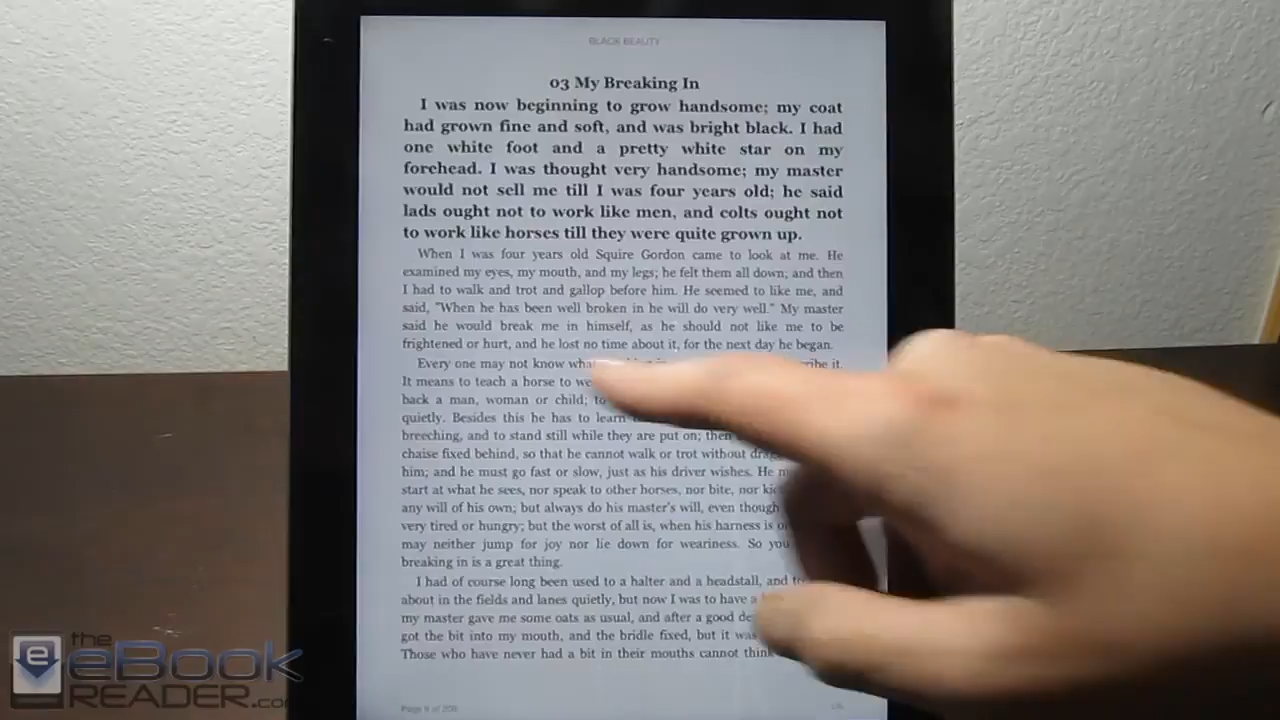 BLACK BEAUTY
03 My Breaking In
I was now beginning to grow handsome; my coat
had grown fine and soft, and was bright black. I had
one white foot and a pretty white star on my
forehead. I was thought very handsome; my master
would not sell me till I was four years old; he said
lads ought not to work like men, and colts ought not
to work like horses till they were quite grown up.
When I was four years old Squire Gordon came to look at me. He
examined my eyes, my mouth, and my legs; he felt them all down; and then
I had to walk and trot and gallop before him. He seemed to like me, and
said, "When he has been well broken in he will do very well." My master
said he would break me in himself, as he should not like me to be
frightened or hurt, and he lost no time about it, for the next day he began.
Every one may not know it.
It means to teach a horse to
back a man, woman or child; to
quietly. Besides this he has to learn
breeching, and to stand still while they are put on; then
chaise fixed behind, so that he cannot walk or trot without
him; and he must go fast or slow, just as his driver wishes. He
start at what he sees, nor speak to other horses, nor bite, nor
any will of his own; but always do his master's will, even though
very tired or hungry; but the worst of all is, when his harness is
may neither jump for joy nor lie down for weariness. So you
breaking in is a great thing.
I had of course long been used to a halter and a headstall, and
about in the fields and lanes quietly, but now I was to have a
my master gave me some oats as usual, and after a good
got the bit into my mouth, and the bridle fixed, but it was
Those who have never had a bit in their mouths cannot think
Page 9 of 206
the
eBook
READER.com